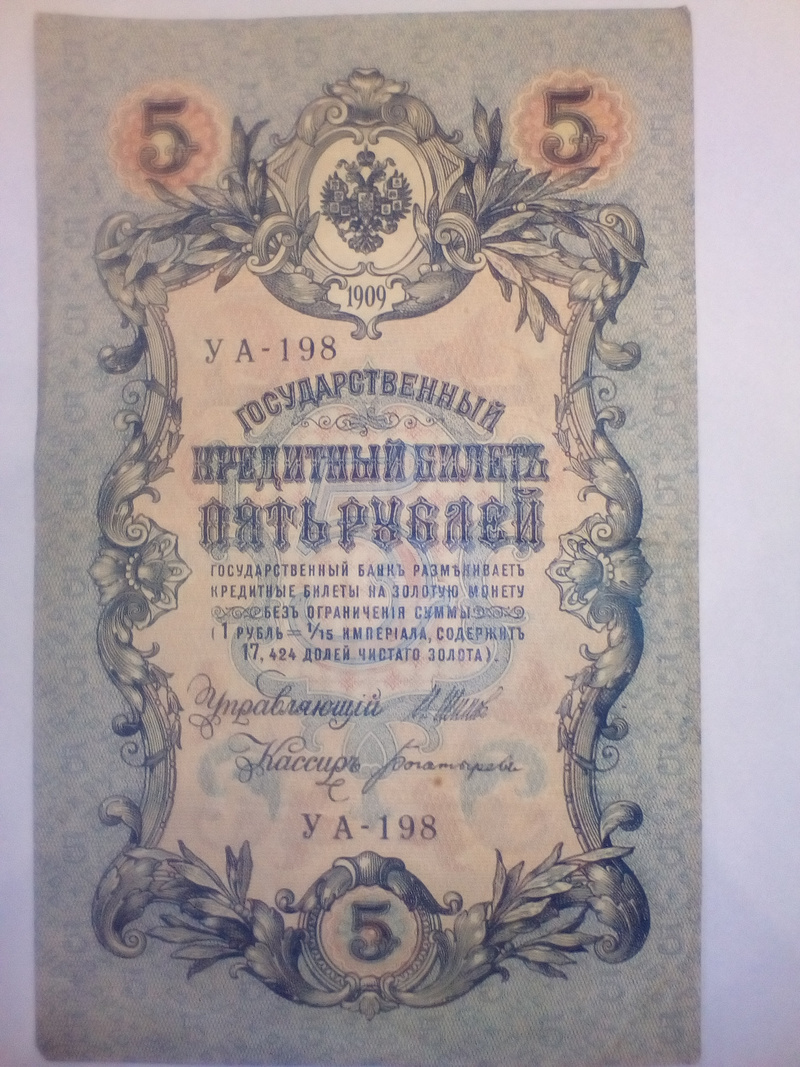 5 5
1909
УА-198
ГОСУДАРСТВЕННЫЙ
КРЕДИТНЫЙ БИЛЕТЪ
ПЯТЬ РУБЛЕЙ
ГОСУДАРСТВЕННЫЙ БАНКЪ РАЗМѢНИВАЕТЪ
КРЕДИТНЫЕ БИЛЕТЫ НА ЗОЛОТУЮ МОНЕТУ
БЕЗЪ ОГРАНИЧЕНІЯ СУММЫ
(1 РУБЛЬ = 1/15 ИМПЕРІАЛА, СОДЕРЖИТЪ
17,424 ДОЛЕЙ ЧИСТАГО ЗОЛОТА).
Управляющій
Кассиръ Богатыревъ
УА-198
5